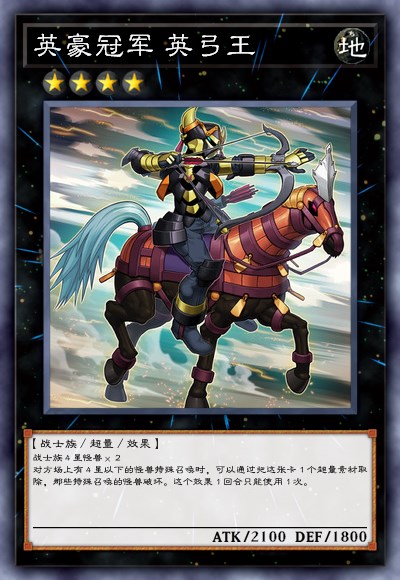 英豪冠军 英弓王
地
【战士族／超量／效果】
战士族４星怪兽×２
对方场上有４星以下的怪兽特殊召唤时，可以通过把这张卡１个超量素材取
除，那些特殊召唤的怪兽破坏。这个效果１回合只能使用１次。
ATK/2100 DEF/1800